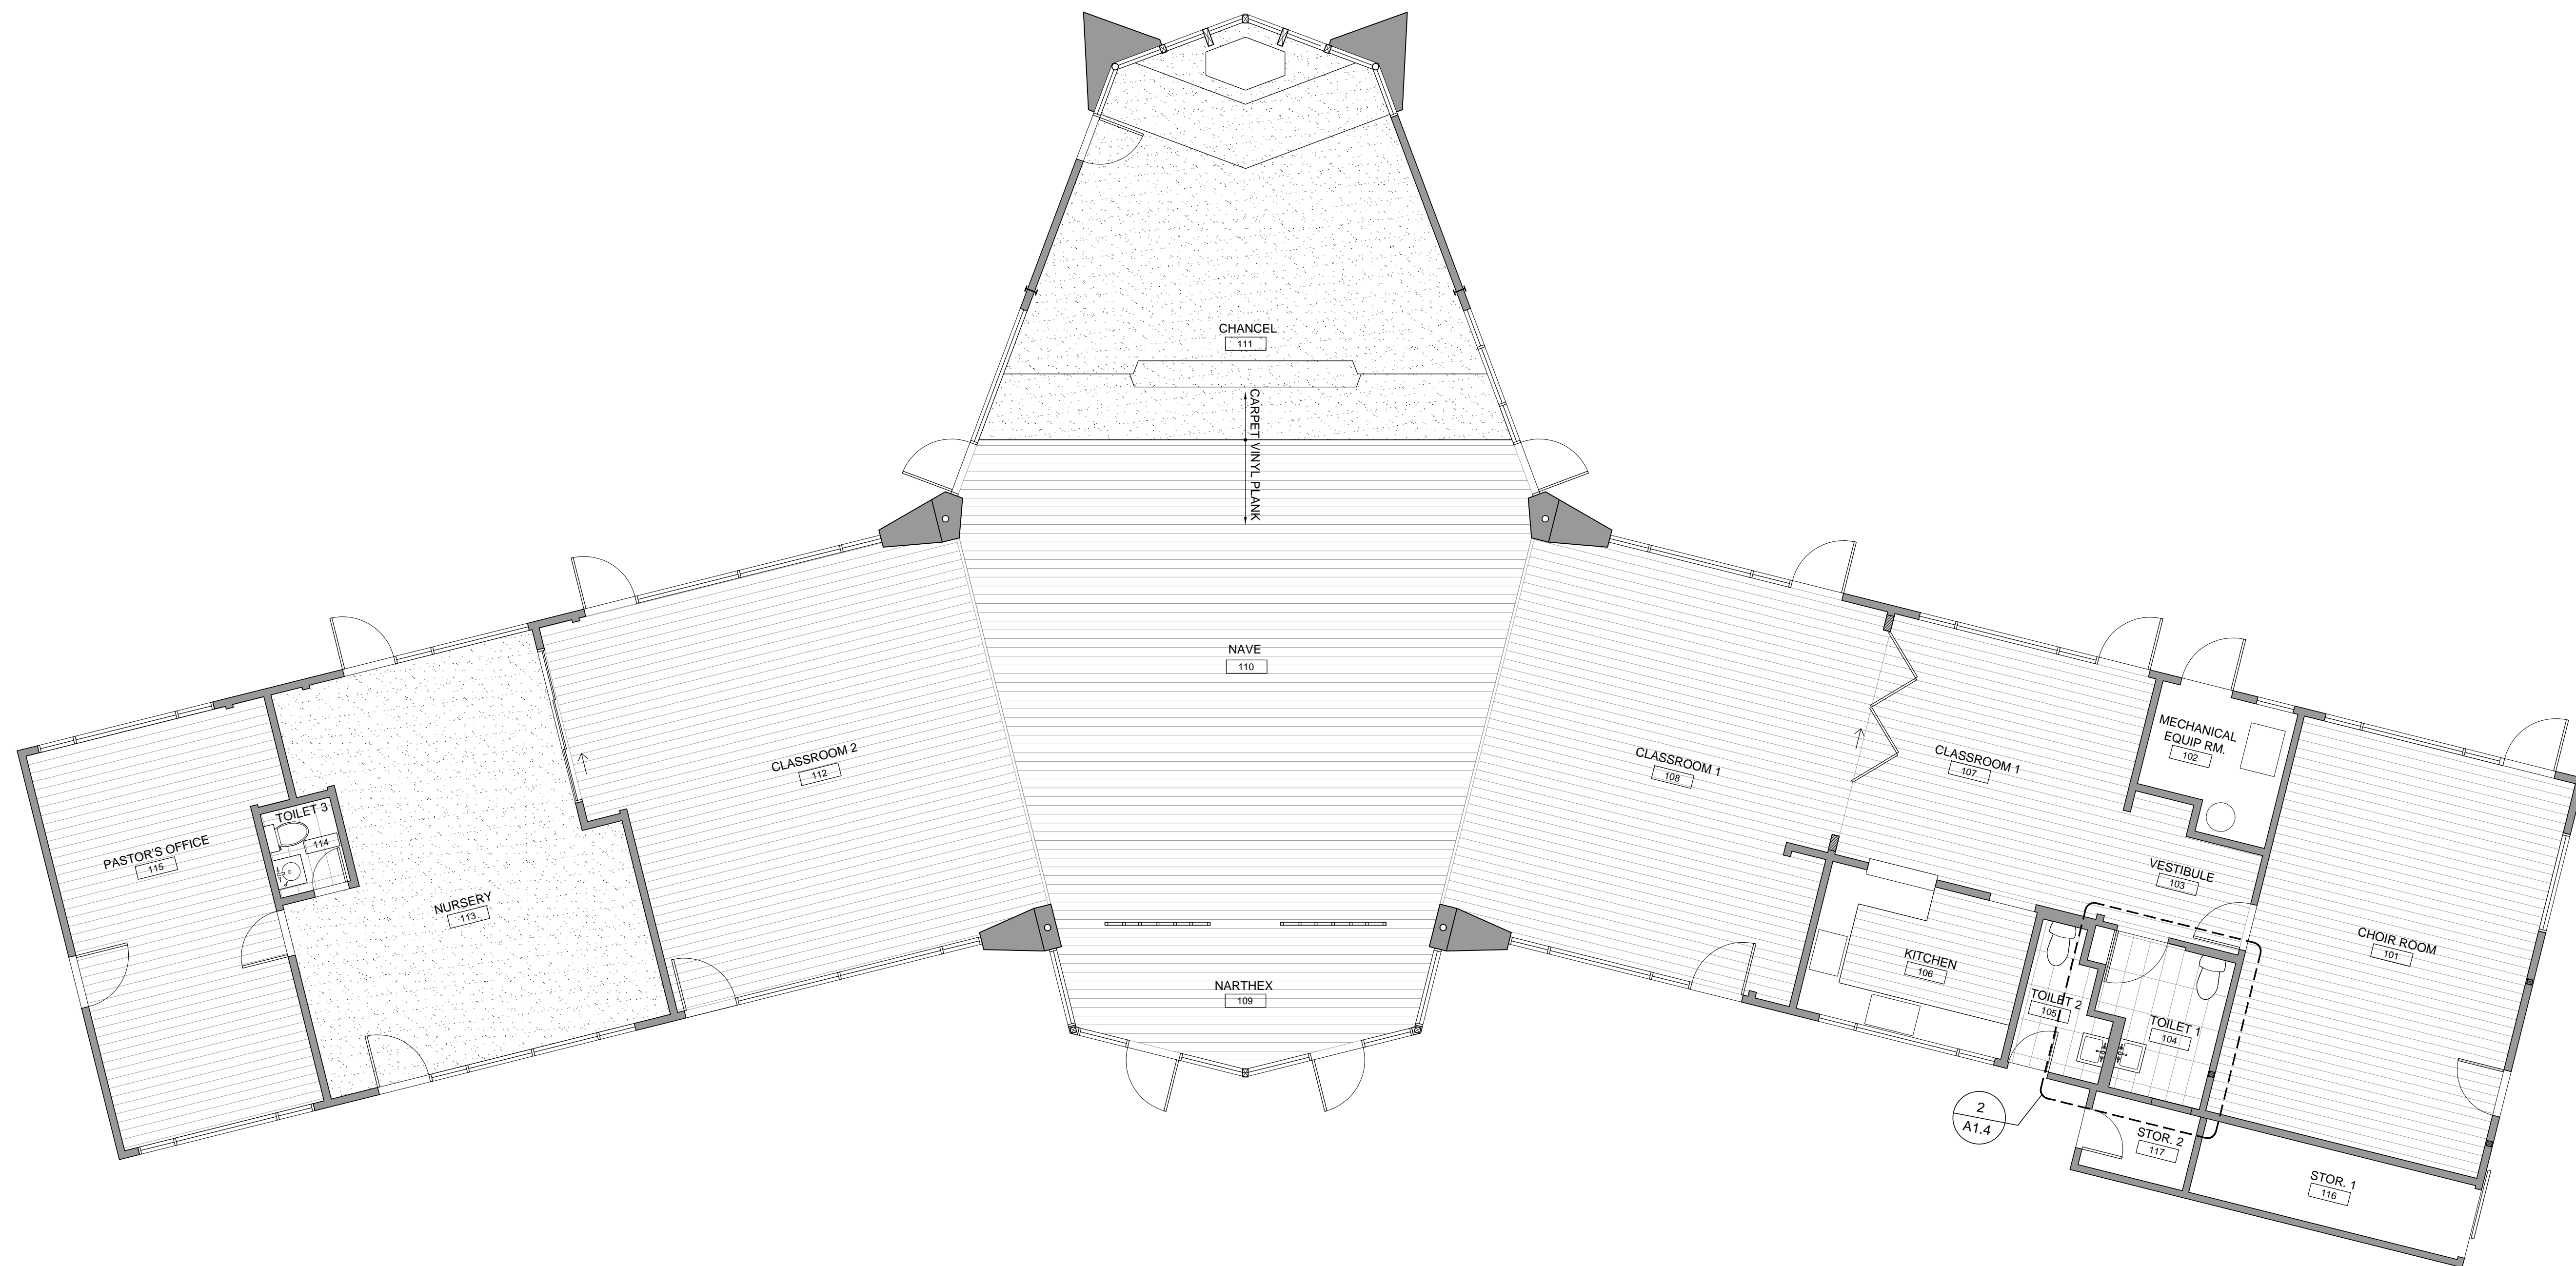 CHANCEL
111
CARPET
VINYL PLANK
NAVE
110
NARTHEX
109
CLASSROOM 2
112
NURSERY
113
TOILET 3
114
PASTOR'S OFFICE
115
CLASSROOM 1
108
CLASSROOM 1
107
MECHANICAL
EQUIP RM.
102
VESTIBULE
103
KITCHEN
106
TOILET 2
105
TOILET 1
104
CHOIR ROOM
101
2
A1.4
STOR. 2
117
STOR. 1
116